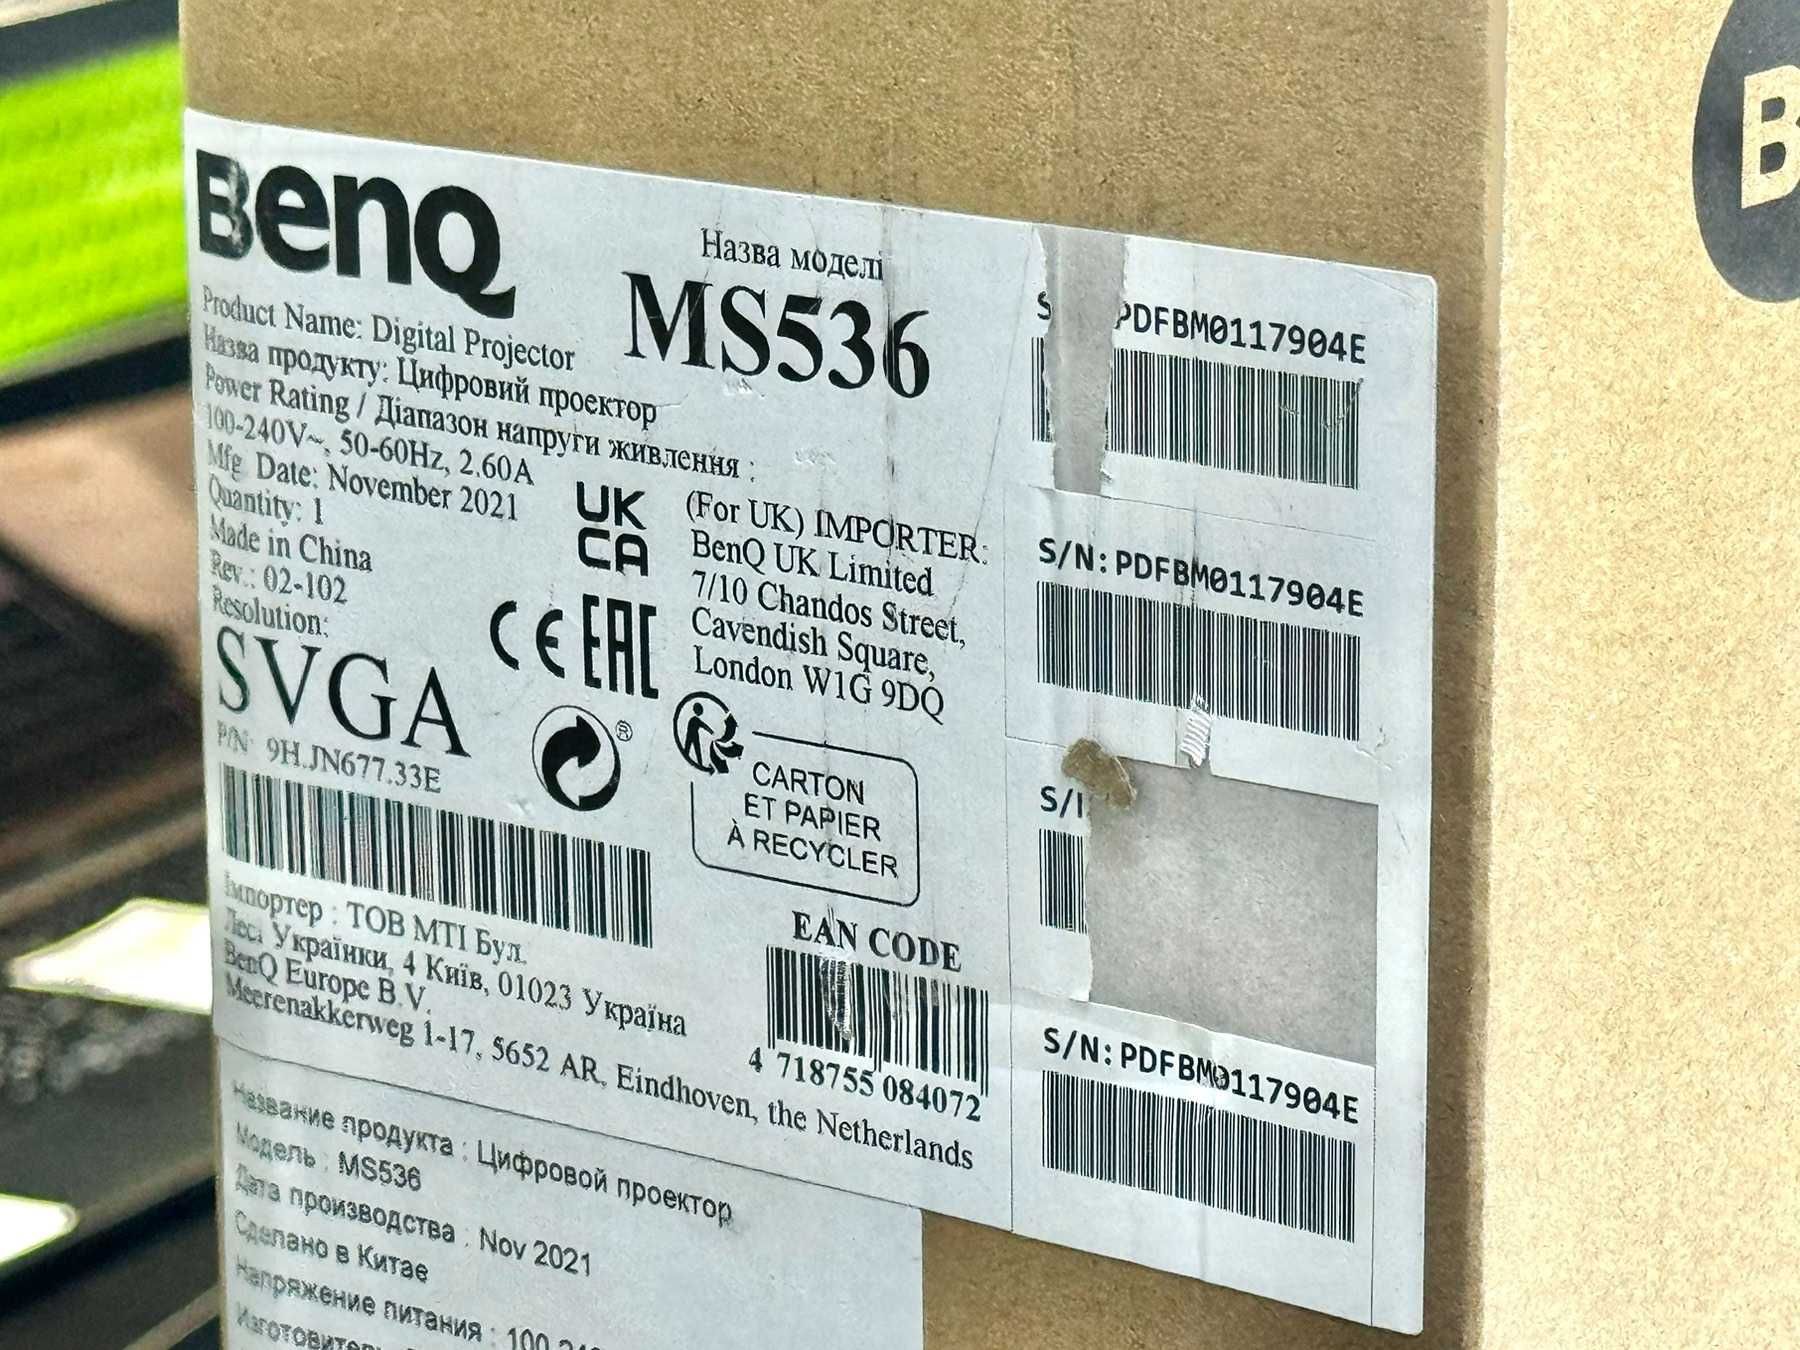 BenQ
Назва моделі
MS536
Product Name: Digital Projector
Назва продукту: Цифровий проектор
Power Rating / Діапазон напруги живлення :
100-240V~, 50-60Hz, 2.60A
Mfg. Date: November 2021
Quantity: 1
Made in China
Rev.: 02-102
Resolution:
SVGA
P/N: 9H.JN677.33E
UK
CA
CE EAC
(For UK) IMPORTER:
BenQ UK Limited
7/10 Chandos Street,
Cavendish Square,
London W1G 9DQ
®
CARTON
ET PAPIER
À RECYCLER
Імпортер : ТОВ МТІ Бул.
Лесі Українки, 4 Київ, 01023 Україна
BenQ Europe B.V.
Meerenakkerweg 1-17, 5652 AR, Eindhoven, the Netherlands
EAN CODE
4 718755 084072
S PDFBM0117904E
S/N: PDFBM0117904E
S/
S/N: PDFBM0117904E
Название продукта : Цифровой проектор
Модель : MS536
Дата производства : Nov 2021
Сделано в Китае
Напряжение питания : 100-240
B